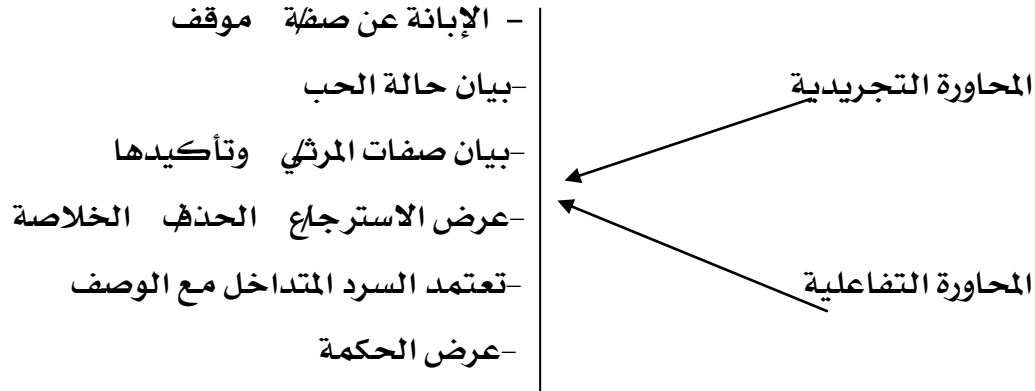 - الإبانة عن صفة/ موقف
المحاورة التجريدية
-بيان حالة الحب
-بيان صفات المرثي/ وتأكيدها
-عرض الاسترجاع/ الحذف/ الخلاصة
المحاورة التفاعلية
-تعتمد السرد المتداخل مع الوصف
-عرض الحكمة